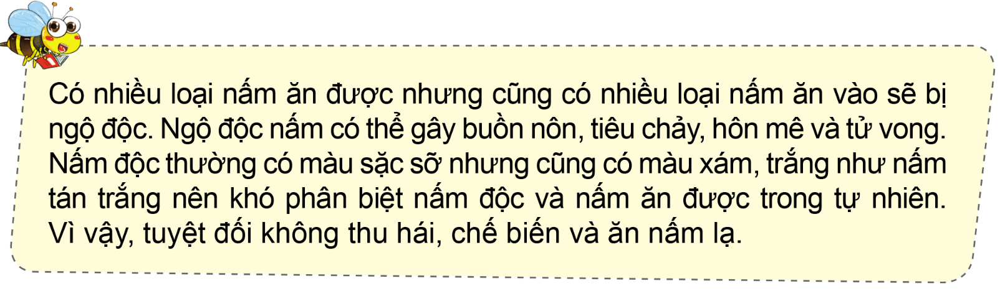 Có nhiều loại nấm ăn được nhưng cũng có nhiều loại nấm ăn vào sẽ bị
ngộ độc. Ngộ độc nấm có thể gây buồn nôn, tiêu chảy, hôn mê và tử vong.
Nấm độc thường có màu sặc sỡ nhưng cũng có màu xám, trắng như nấm
tán trắng nên khó phân biệt nấm độc và nấm ăn được trong tự nhiên.
Vì vậy, tuyệt đối không thu hái, chế biến và ăn nấm lạ.